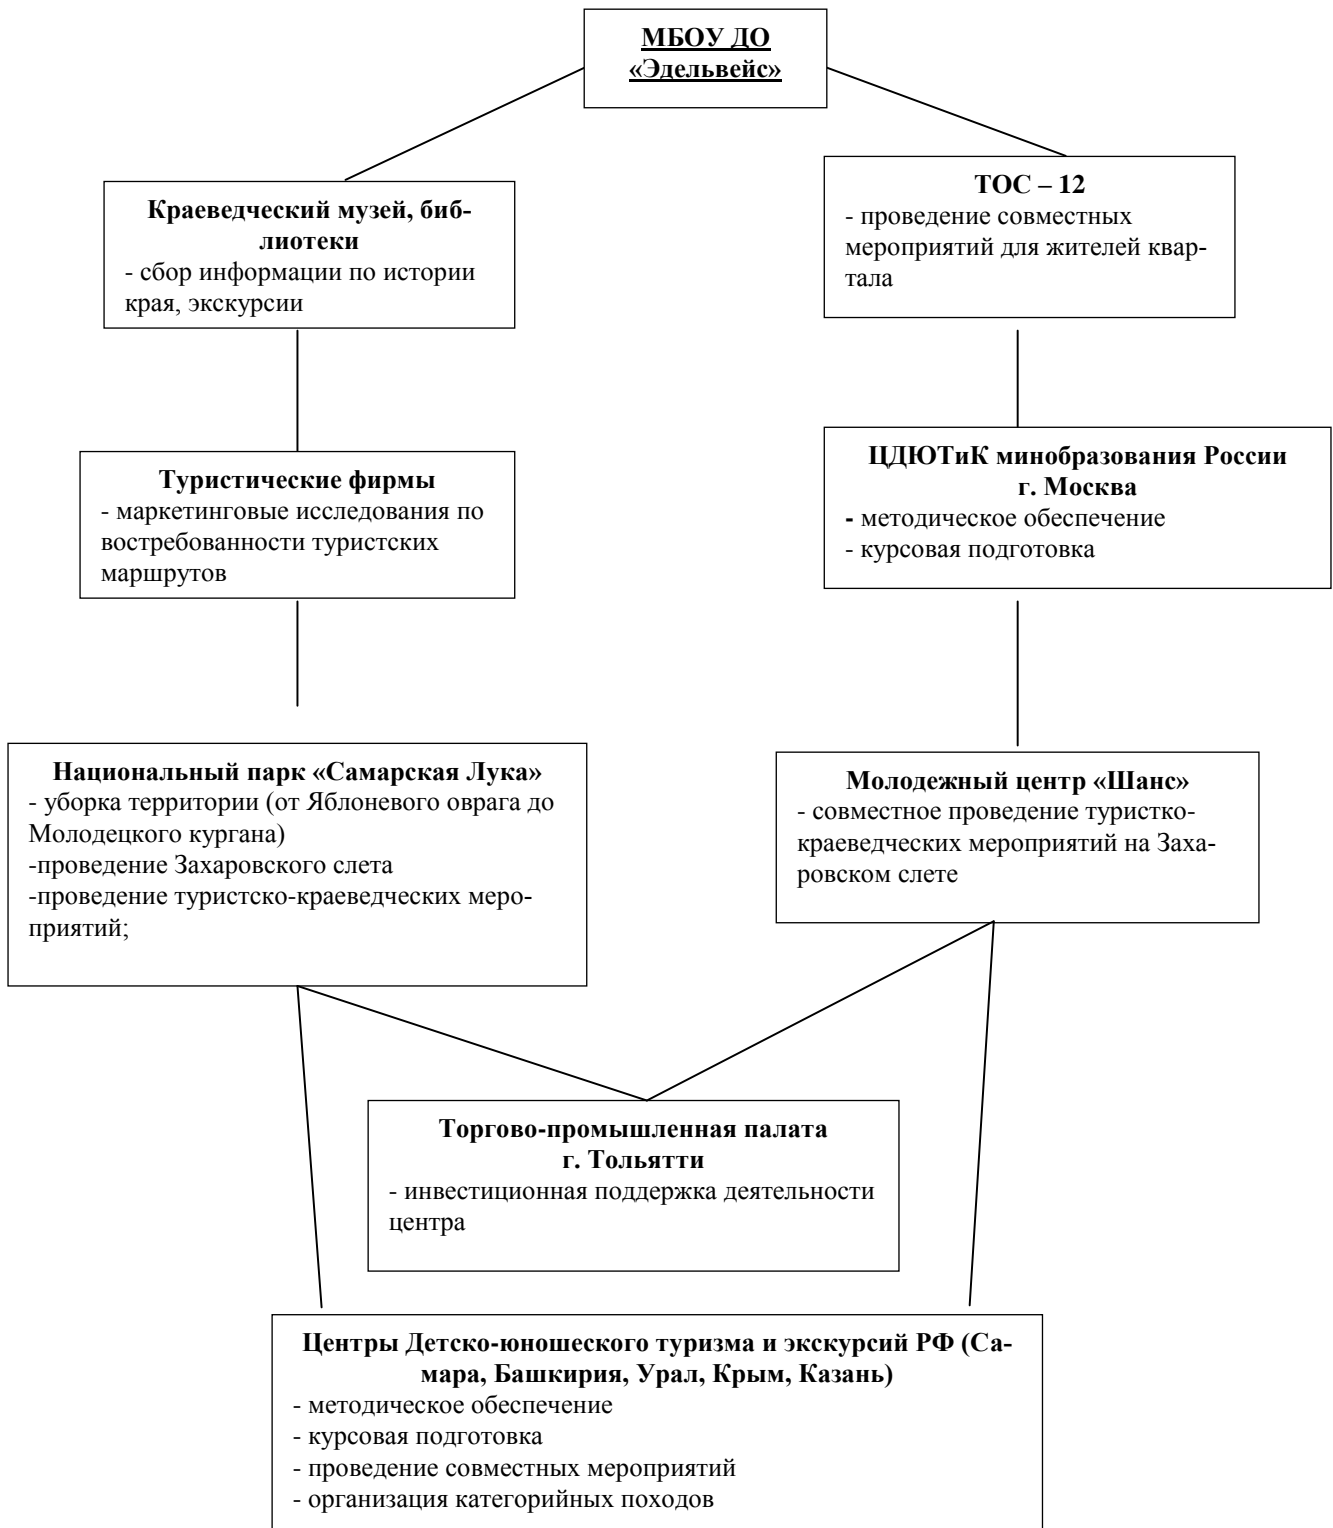 МБОУ ДО
«Эдельвейс»
Краеведческий музей, биб-
лиотеки
- сбор информации по истории
края, экскурсии
ТОС – 12
- проведение совместных
мероприятий для жителей квар-
тала
Туристические фирмы
- маркетинговые исследования по
востребованности туристских
маршрутов
ЦДЮТиК минобразования России
г. Москва
- методическое обеспечение
- курсовая подготовка
Национальный парк «Самарская Лука»
- уборка территории (от Яблоневого оврага до
Молодецкого кургана)
-проведение Захаровского слета
-проведение туристско-краеведческих меро-
приятий;
Молодежный центр «Шанс»
- совместное проведение туристко-
краеведческих мероприятий на Заха-
ровском слете
Торгово-промышленная палата
г. Тольятти
- инвестиционная поддержка деятельности
центра
Центры Детско-юношеского туризма и экскурсий РФ (Са-
мара, Башкирия, Урал, Крым, Казань)
- методическое обеспечение
- курсовая подготовка
- проведение совместных мероприятий
- организация категорийных походов